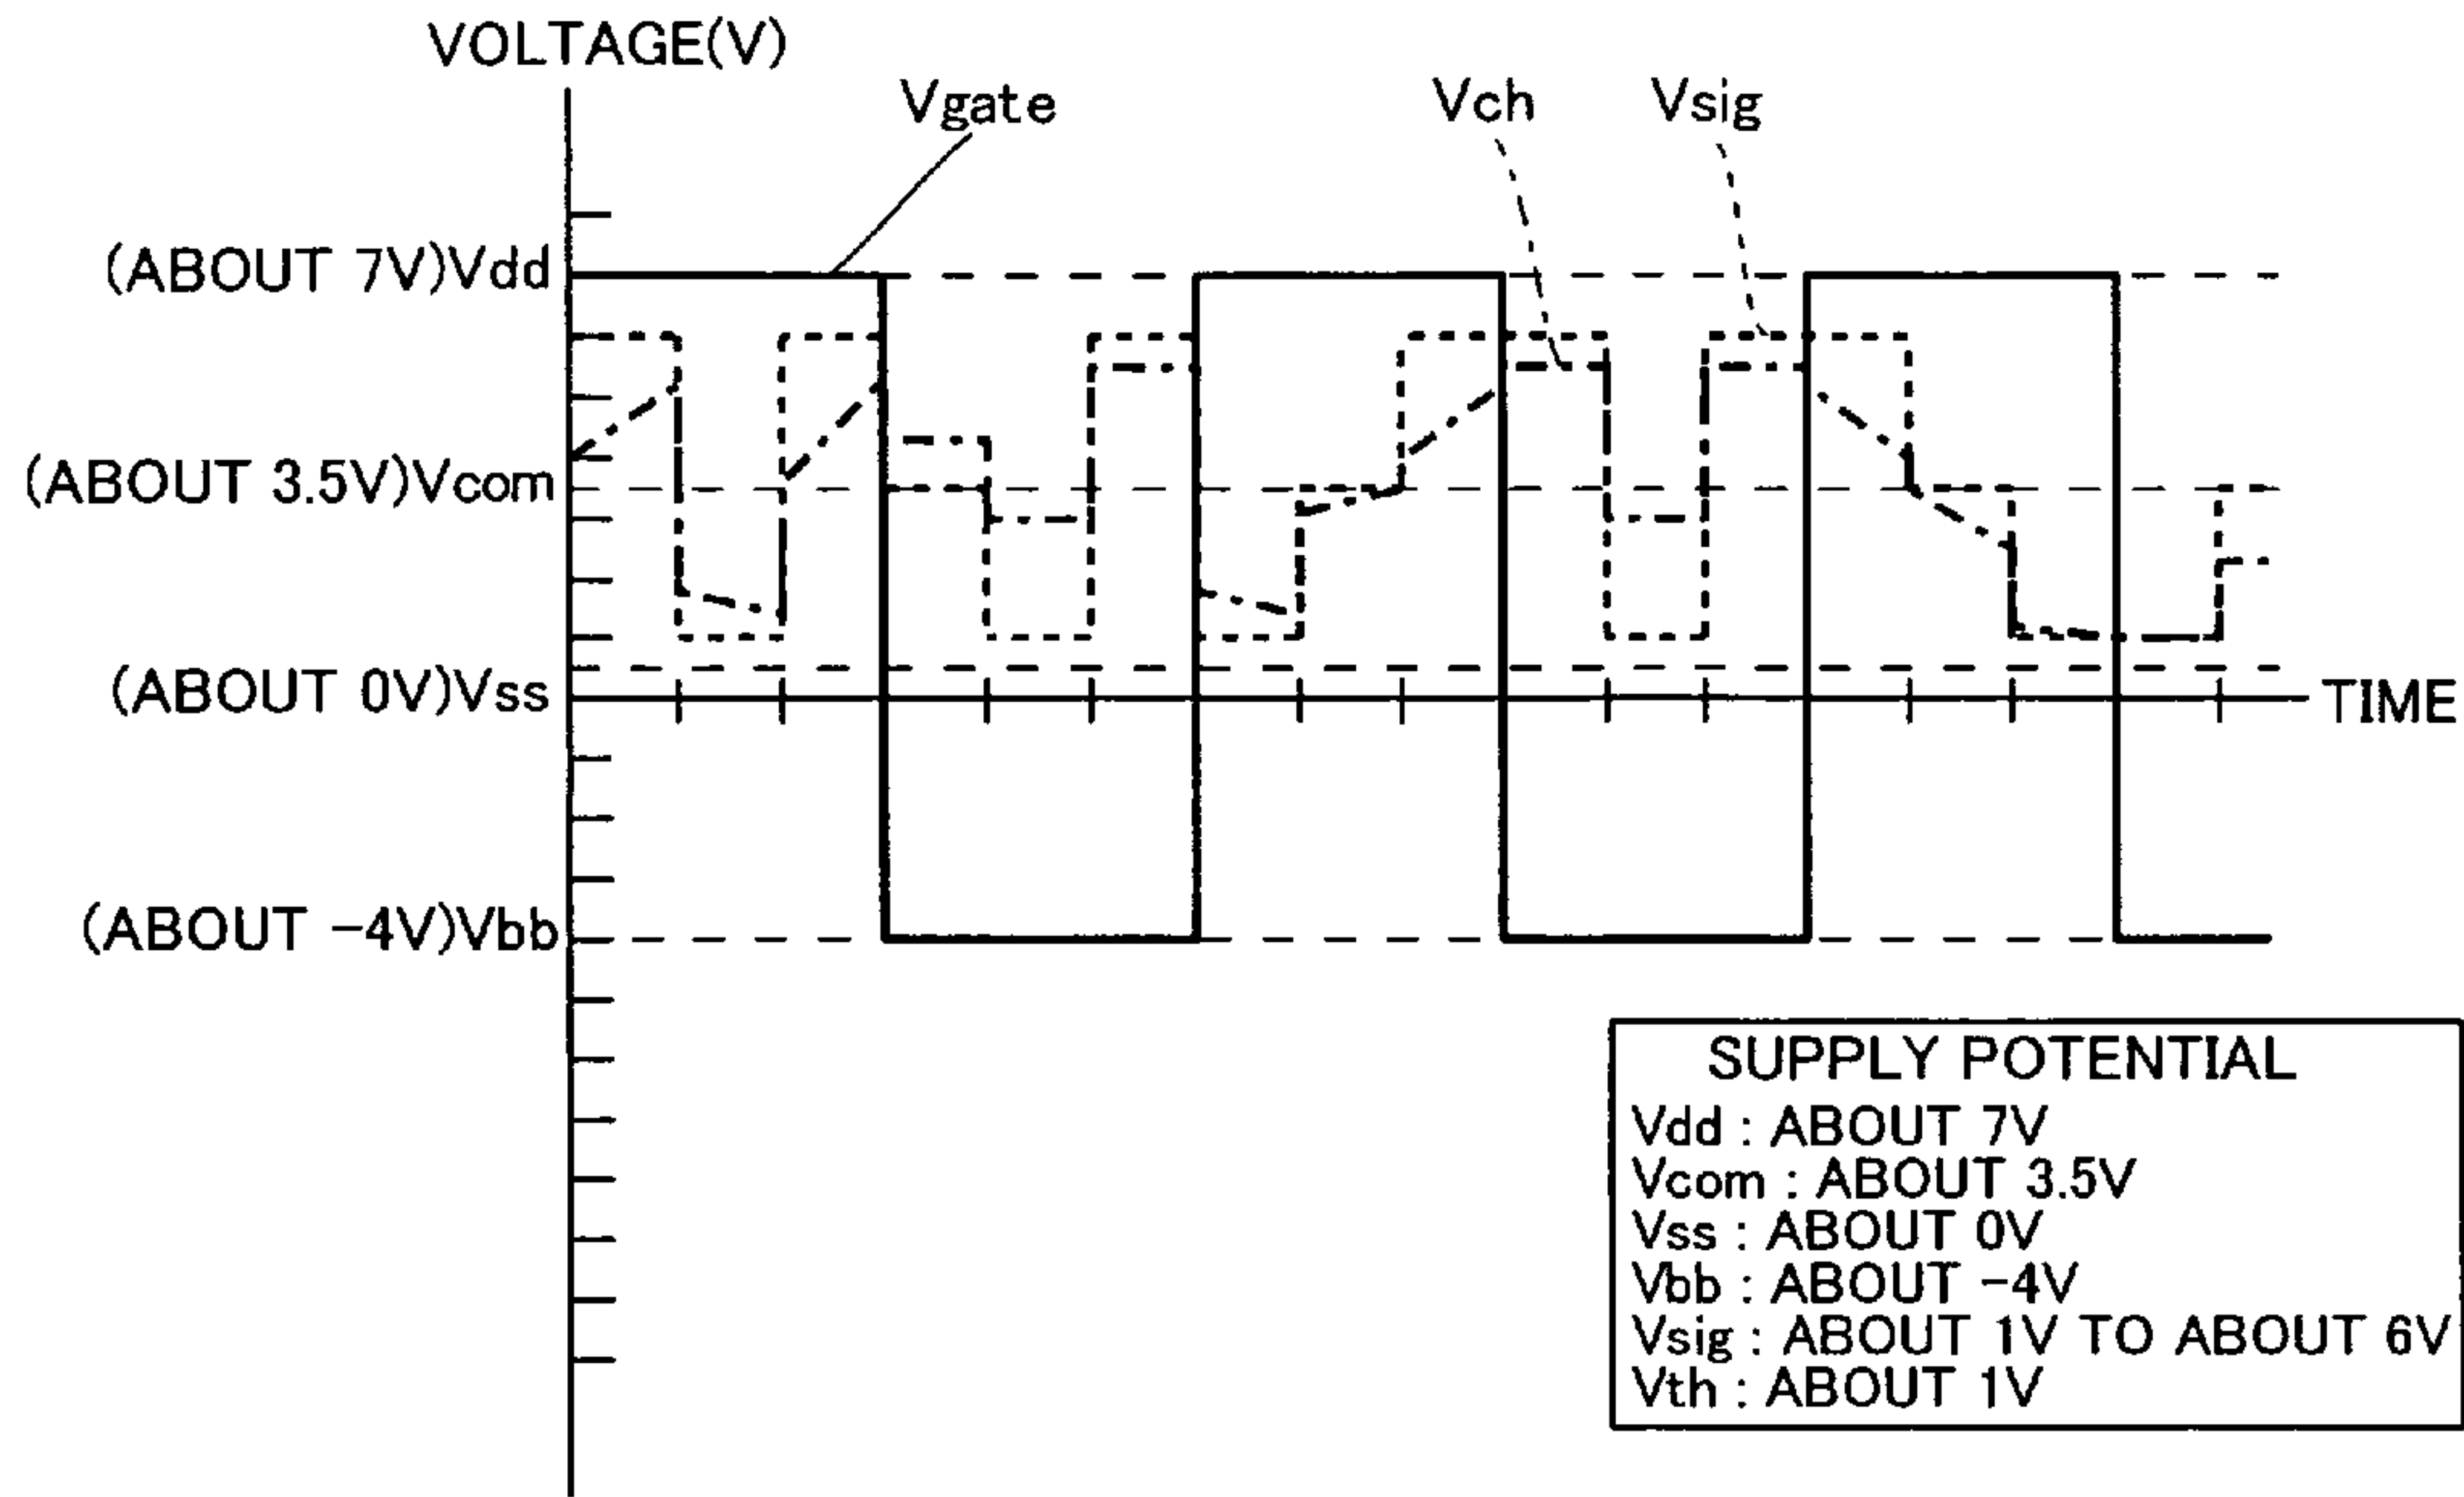 VOLTAGE(V)
Vgate
Vch
Vsig
(ABOUT 7V)Vdd
(ABOUT 3.5V)Vcom
(ABOUT 0V)Vss
TIME
(ABOUT -4V)Vbb
SUPPLY POTENTIAL
Vdd : ABOUT 7V
Vcom : ABOUT 3.5V
Vss : ABOUT 0V
Vbb : ABOUT -4V
Vsig : ABOUT 1V TO ABOUT 6V
Vth : ABOUT 1V